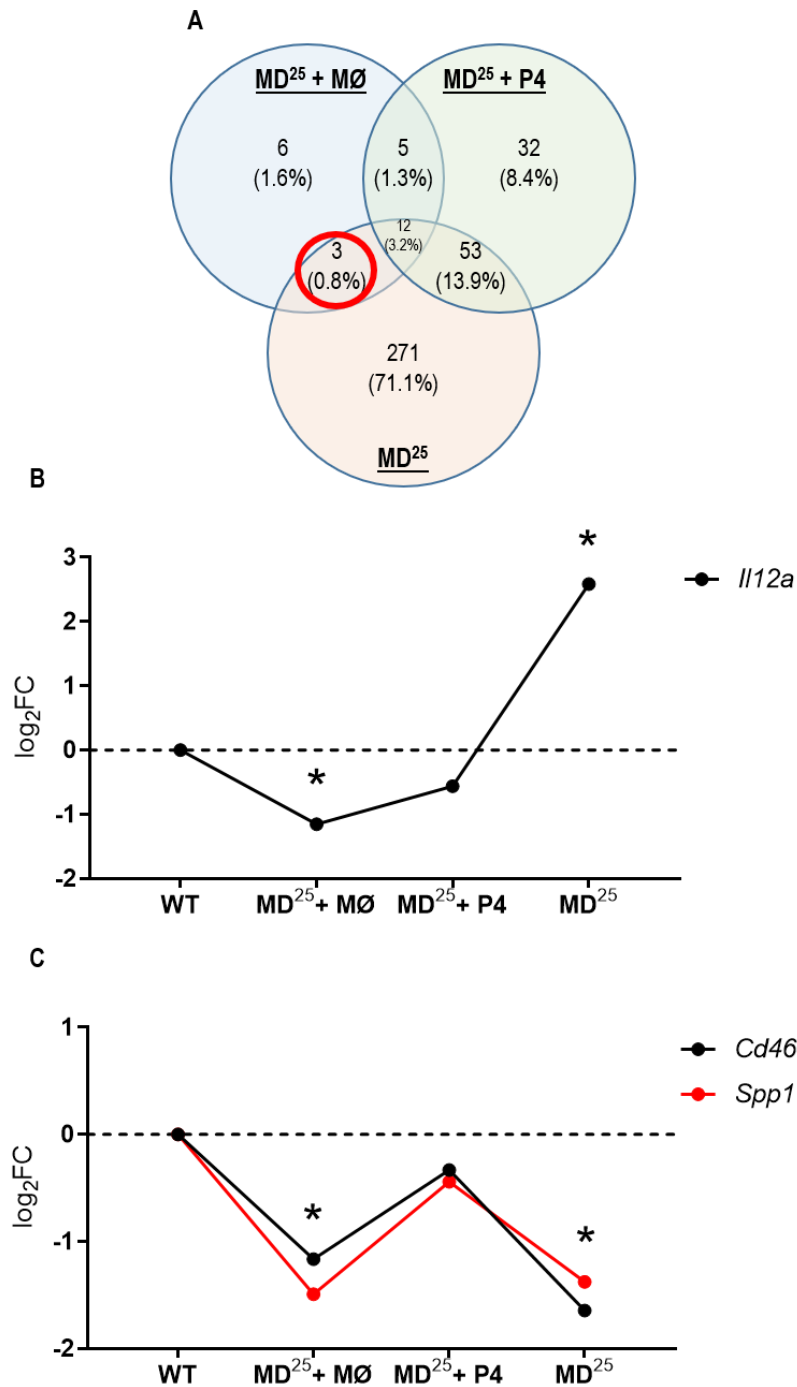 A
MD²⁵ + MØ
MD²⁵ + P4
6
(1.6%)
5
(1.3%)
32
(8.4%)
12
(3.2%)
3
(0.8%)
53
(13.9%)
271
(71.1%)
MD²⁵
B
3
2
1
0
-1
-2
log₂FC
*
*
Il12a
WT
MD²⁵+ MØ
MD²⁵+ P4
MD²⁵
C
1
0
-1
-2
log₂FC
*
*
Cd46
Spp1
WT
MD²⁵+ MØ
MD²⁵+ P4
MD²⁵